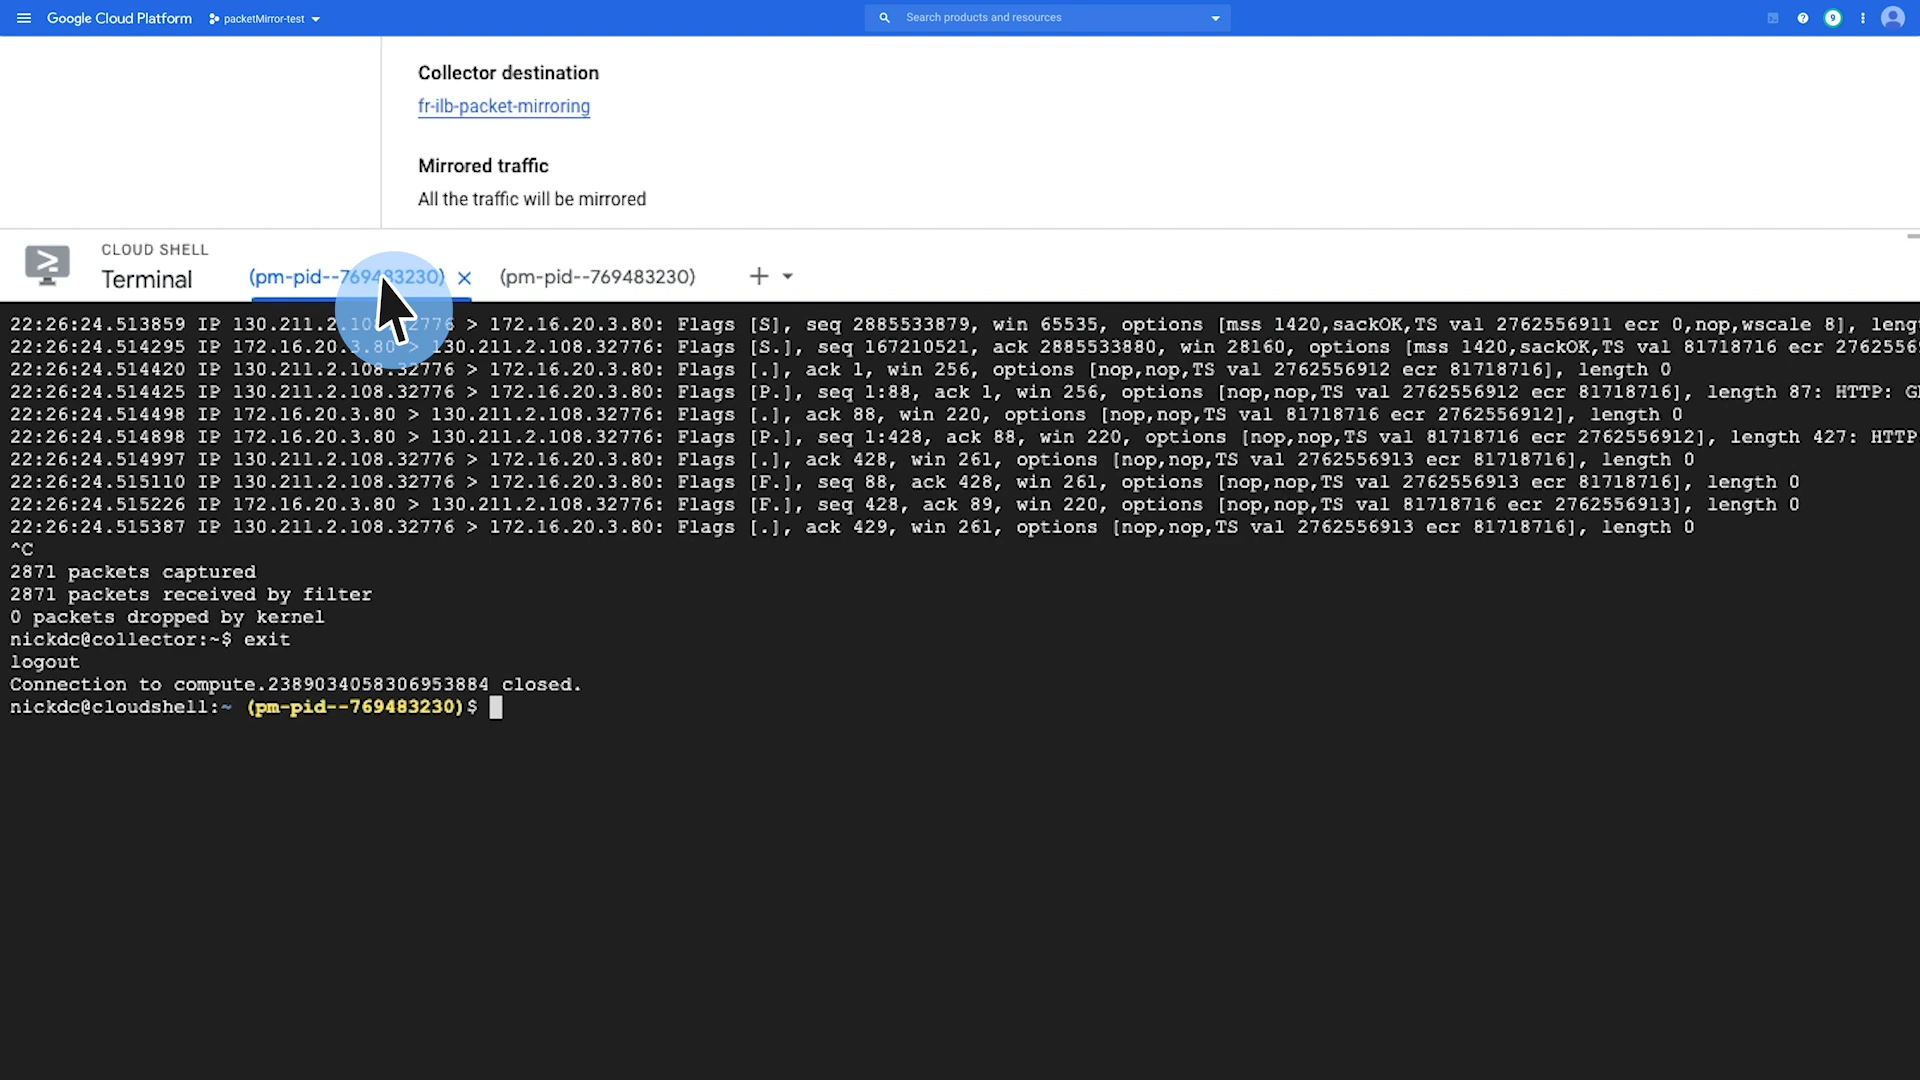 Google Cloud Platform packetMirror-test Search products and resources 9
Collector destination
fr-ilb-packet-mirroring
Mirrored traffic
All the traffic will be mirrored
CLOUD SHELL
Terminal (pm-pid--769483230) (pm-pid--769483230)
22:26:24.513859 IP 130.211.2.108.32776 > 172.16.20.3.80: Flags [S], seq 2885533879, win 65535, options [mss 1420,sackOK,TS val 2762556911 ecr 0,nop,wscale 8],
22:26:24.514295 IP 172.16.20.3.80 > 130.211.2.108.32776: Flags [S.], seq 167210521, ack 2885533880, win 28160, options [mss 1420,sackOK,TS val 81718716 ecr
22:26:24.514420 IP 130.211.2.108.32776 > 172.16.20.3.80: Flags [.], ack 1, win 256, options [nop,nop,TS val 2762556912 ecr 81718716], length 0
22:26:24.514425 IP 130.211.2.108.32776 > 172.16.20.3.80: Flags [P.], seq 1:88, ack 1, win 256, options [nop,nop,TS val 2762556912 ecr 81718716], length 87: HTTP:
22:26:24.514498 IP 172.16.20.3.80 > 130.211.2.108.32776: Flags [.], ack 88, win 220, options [nop,nop,TS val 81718716 ecr 2762556912], length 0
22:26:24.514898 IP 172.16.20.3.80 > 130.211.2.108.32776: Flags [P.], seq 1:428, ack 88, win 220, options [nop,nop,TS val 81718716 ecr 2762556912], length 427: HTTP
22:26:24.514997 IP 130.211.2.108.32776 > 172.16.20.3.80: Flags [.], ack 428, win 261, options [nop,nop,TS val 2762556913 ecr 81718716], length 0
22:26:24.515110 IP 130.211.2.108.32776 > 172.16.20.3.80: Flags [F.], seq 88, ack 428, win 261, options [nop,nop,TS val 2762556913 ecr 81718716], length 0
22:26:24.515226 IP 172.16.20.3.80 > 130.211.2.108.32776: Flags [F.], seq 428, ack 89, win 220, options [nop,nop,TS val 81718716 ecr 2762556913], length 0
22:26:24.515387 IP 130.211.2.108.32776 > 172.16.20.3.80: Flags [.], ack 429, win 261, options [nop,nop,TS val 2762556913 ecr 81718716], length 0
^C
2871 packets captured
2871 packets received by filter
0 packets dropped by kernel
nickdc@collector:~$ exit
logout
Connection to compute.2389034058306953884 closed.
nickdc@cloudshell:~ (pm-pid--769483230)$